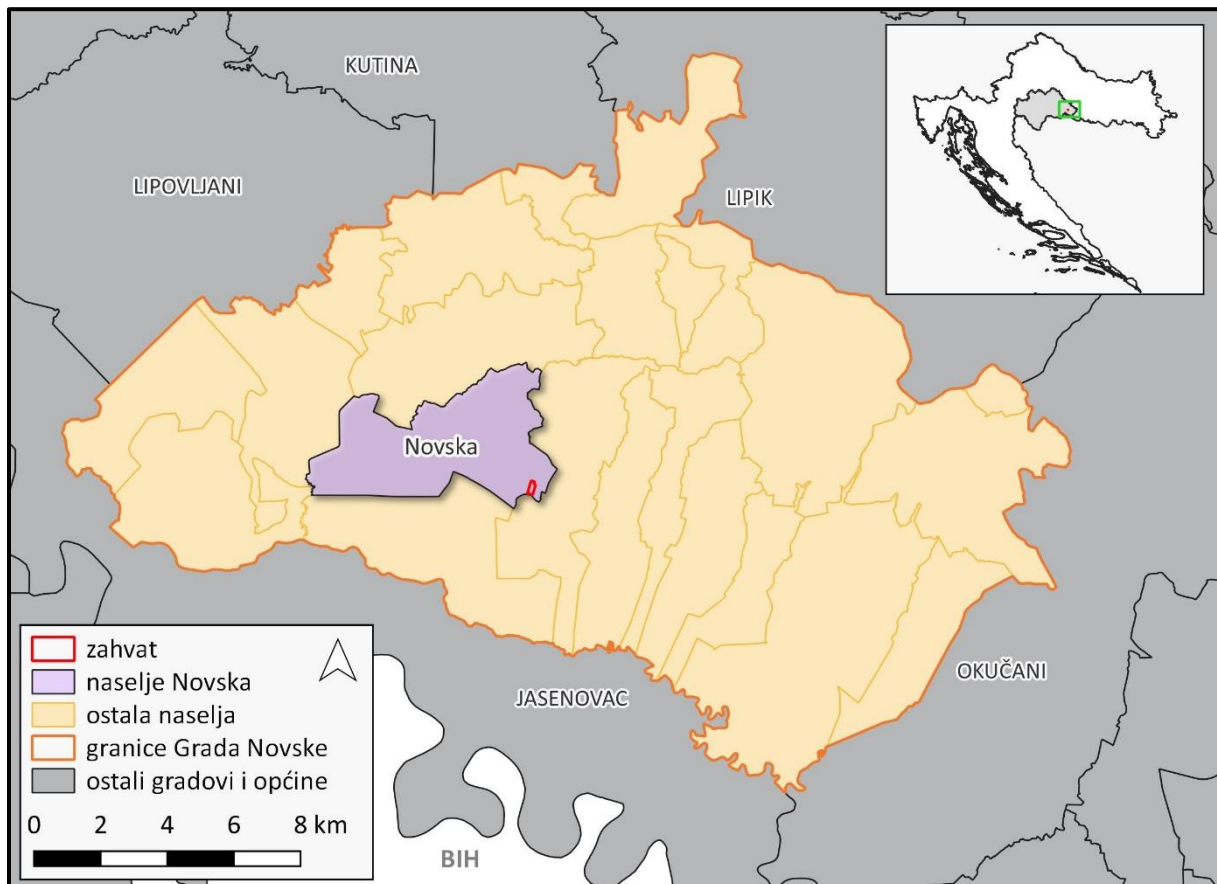 KUTINA
LIPOVLJANI
LIPIK
Novska
JASENOVAC
OKUČANI
BIH
zahvat
naselje Novska
ostala naselja
granice Grada Novske
ostali gradovi i općine
0 2 4 6 8 km